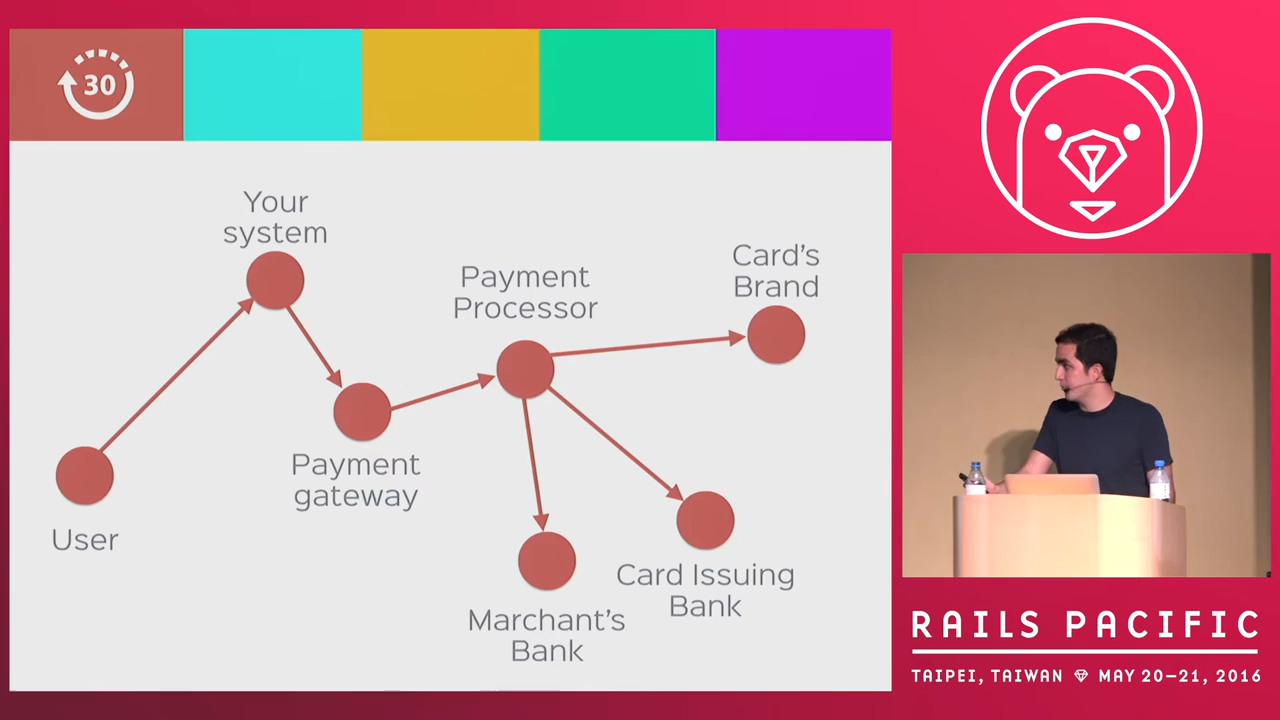 30
Your
system
Payment
Processor
Card's
Brand
Payment
gateway
User
Card Issuing
Bank
Marchant's
Bank
RAILS PACIFIC
TAIPEI, TAIWAN MAY 20–21, 2016